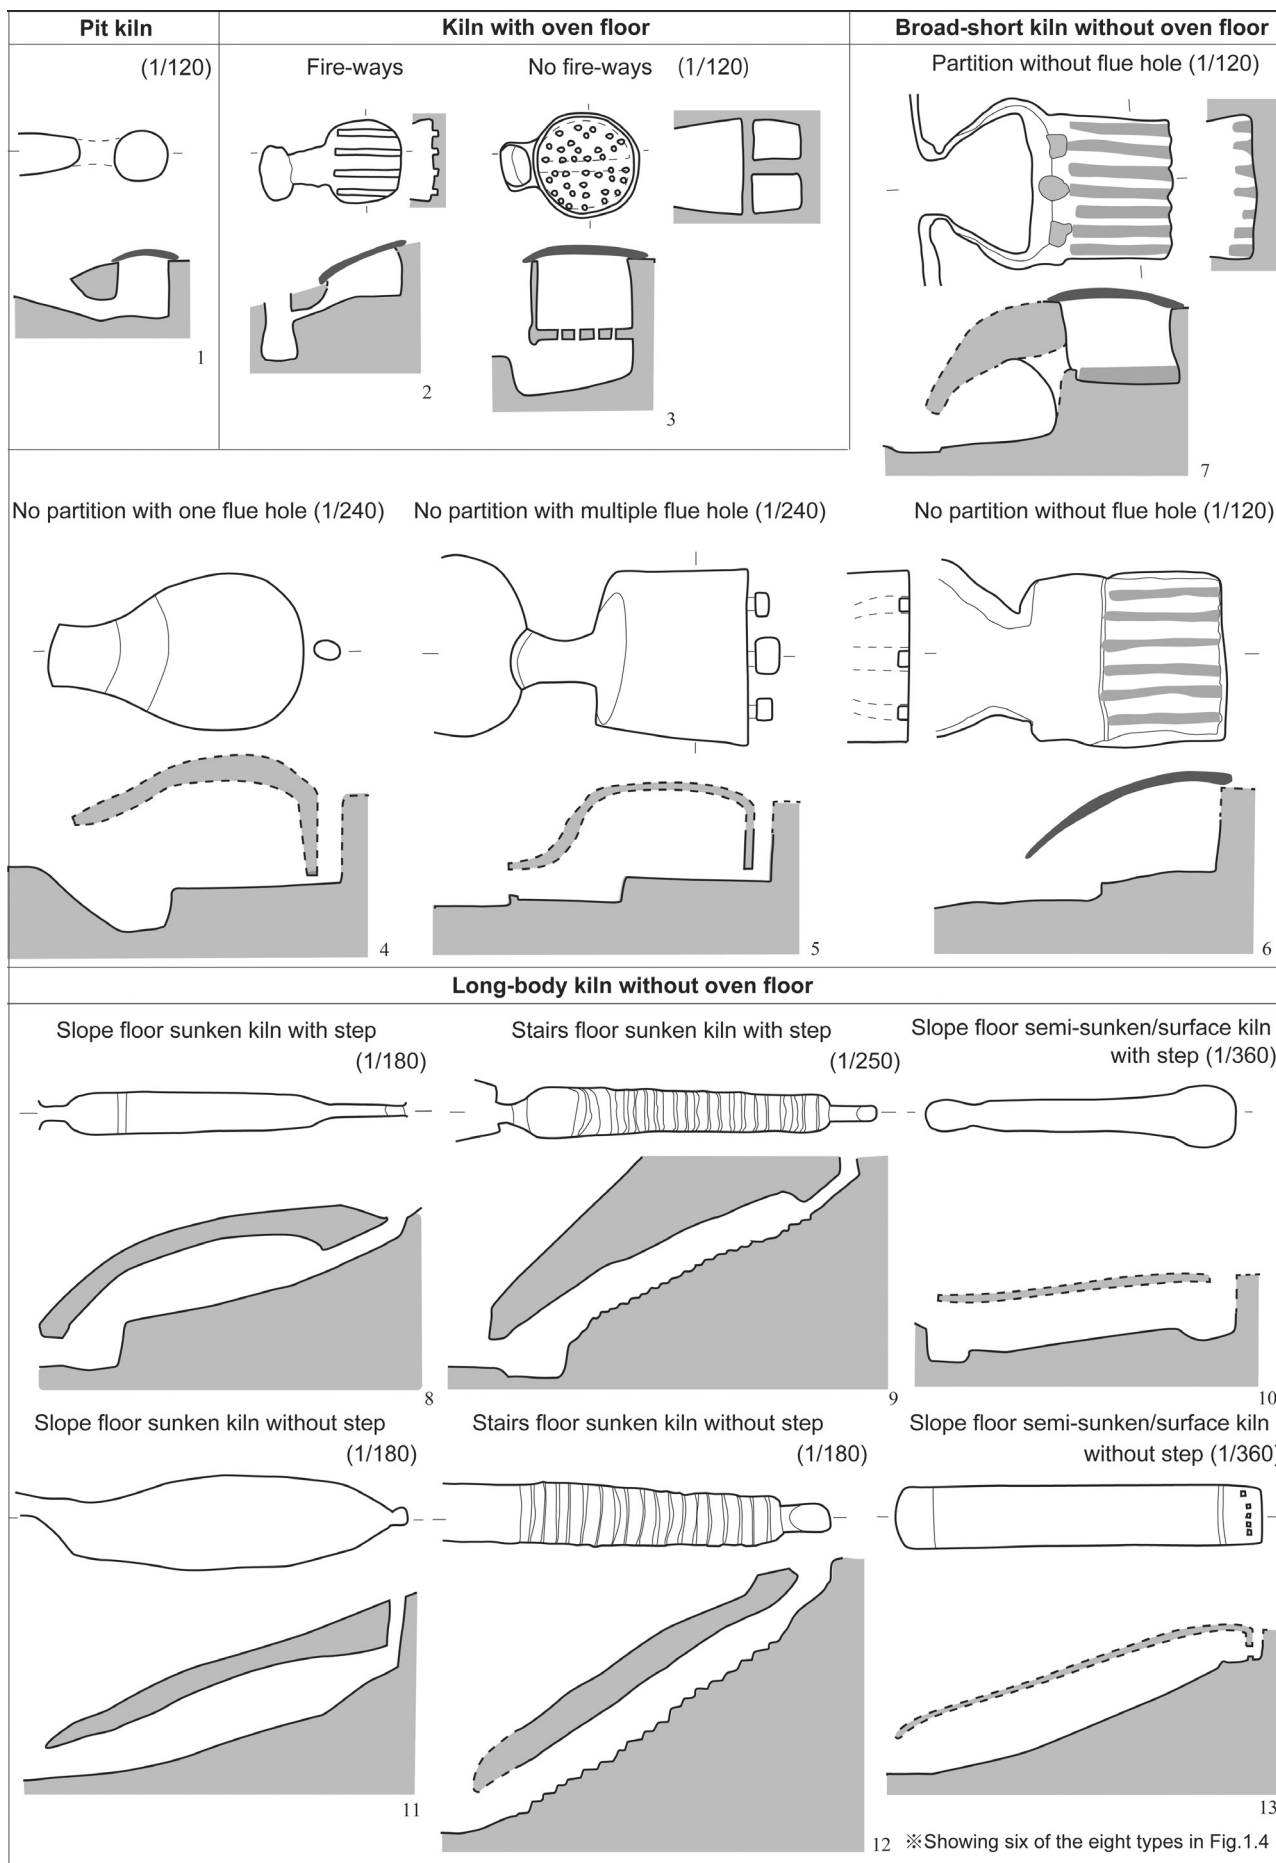 Pit kiln
Kiln with oven floor
Broad-short kiln without oven floor
(1/120)
Fire-ways
No fire-ways
(1/120)
Partition without flue hole (1/120)
1
2
3
7
No partition with one flue hole (1/240)
No partition with multiple flue hole (1/240)
No partition without flue hole (1/120)
4
5
6
Long-body kiln without oven floor
Slope floor sunken kiln with step
(1/180)
Stairs floor sunken kiln with step
(1/250)
Slope floor semi-sunken/surface kiln
with step (1/360)
8
9
10
Slope floor sunken kiln without step
(1/180)
Stairs floor sunken kiln without step
(1/180)
Slope floor semi-sunken/surface kiln
without step (1/360)
11
12
13
※Showing six of the eight types in Fig.1.4